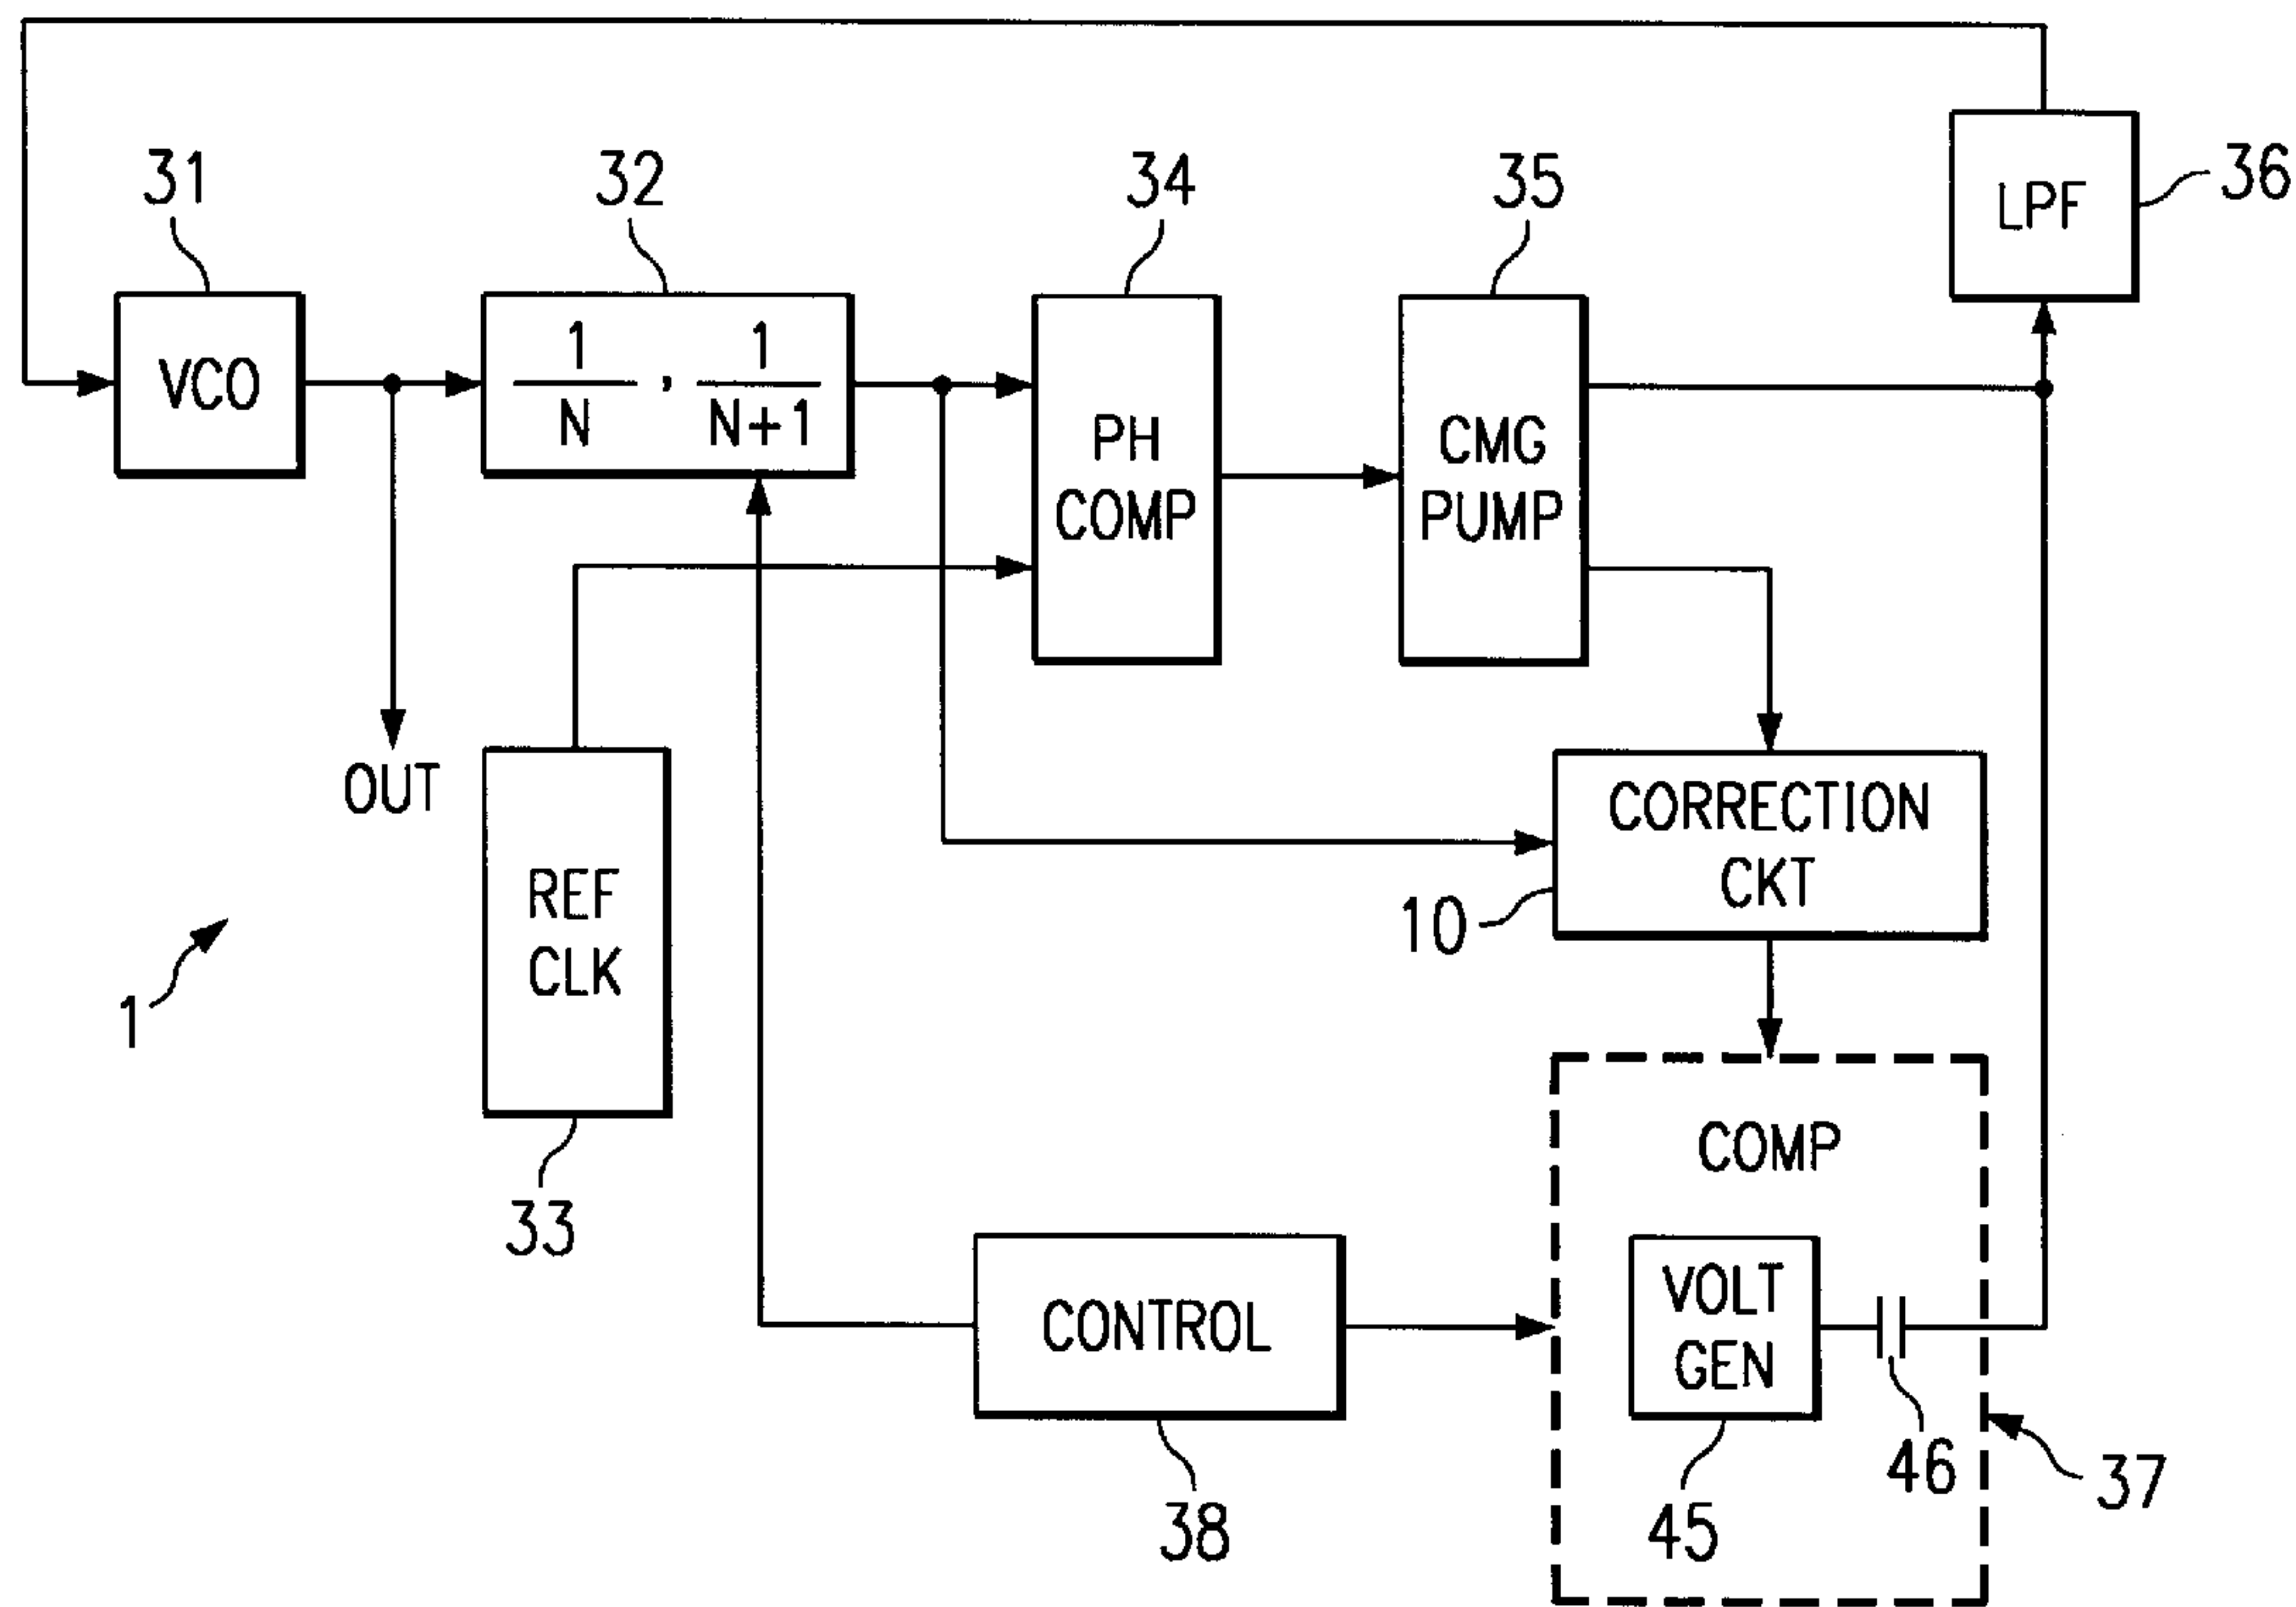 31
32
34
35
36
LPF
VCO
1
N
,
1
N+1
PH
COMP
CMG
PUMP
OUT
REF
CLK
CORRECTION
CKT
10
1
33
COMP
CONTROL
VOLT
GEN
38
45
46
37